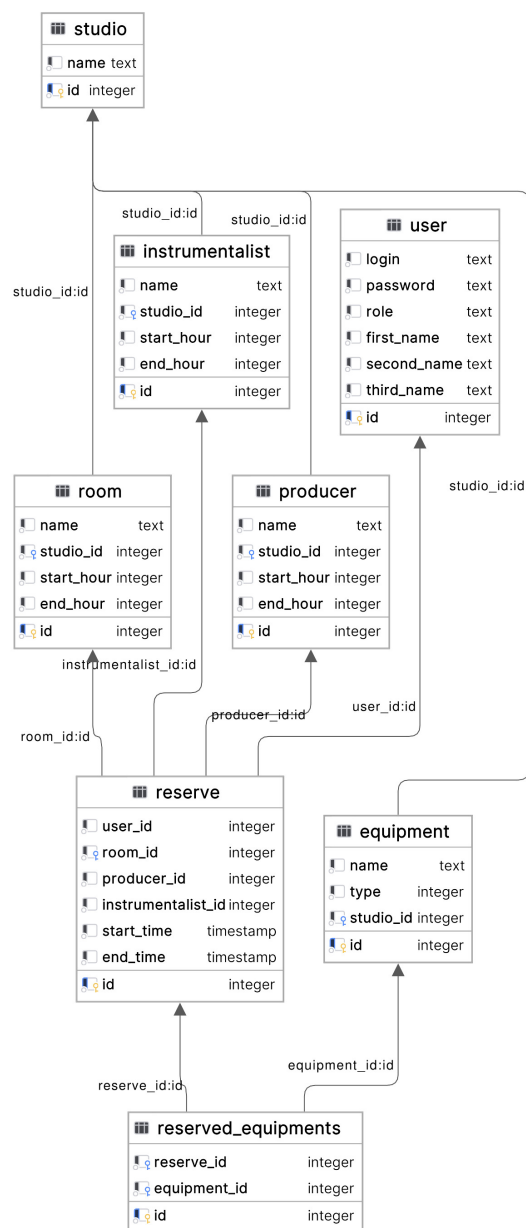 studio
name text
id integer
studio_id:id
studio_id:id
studio_id:id
instrumentalist
name text
studio_id integer
start_hour integer
end_hour integer
id integer
user
login text
password text
role text
first_name text
second_name text
third_name text
id integer
studio_id:id
room
name text
studio_id integer
start_hour integer
end_hour integer
id integer
producer
name text
studio_id integer
start_hour integer
end_hour integer
id integer
instrumentalist_id:id
producer_id:id
user_id:id
room_id:id
reserve
user_id integer
room_id integer
producer_id integer
instrumentalist_id integer
start_time timestamp
end_time timestamp
id integer
equipment
name text
type integer
studio_id integer
id integer
equipment_id:id
reserve_id:id
reserved_equipments
reserve_id integer
equipment_id integer
id integer